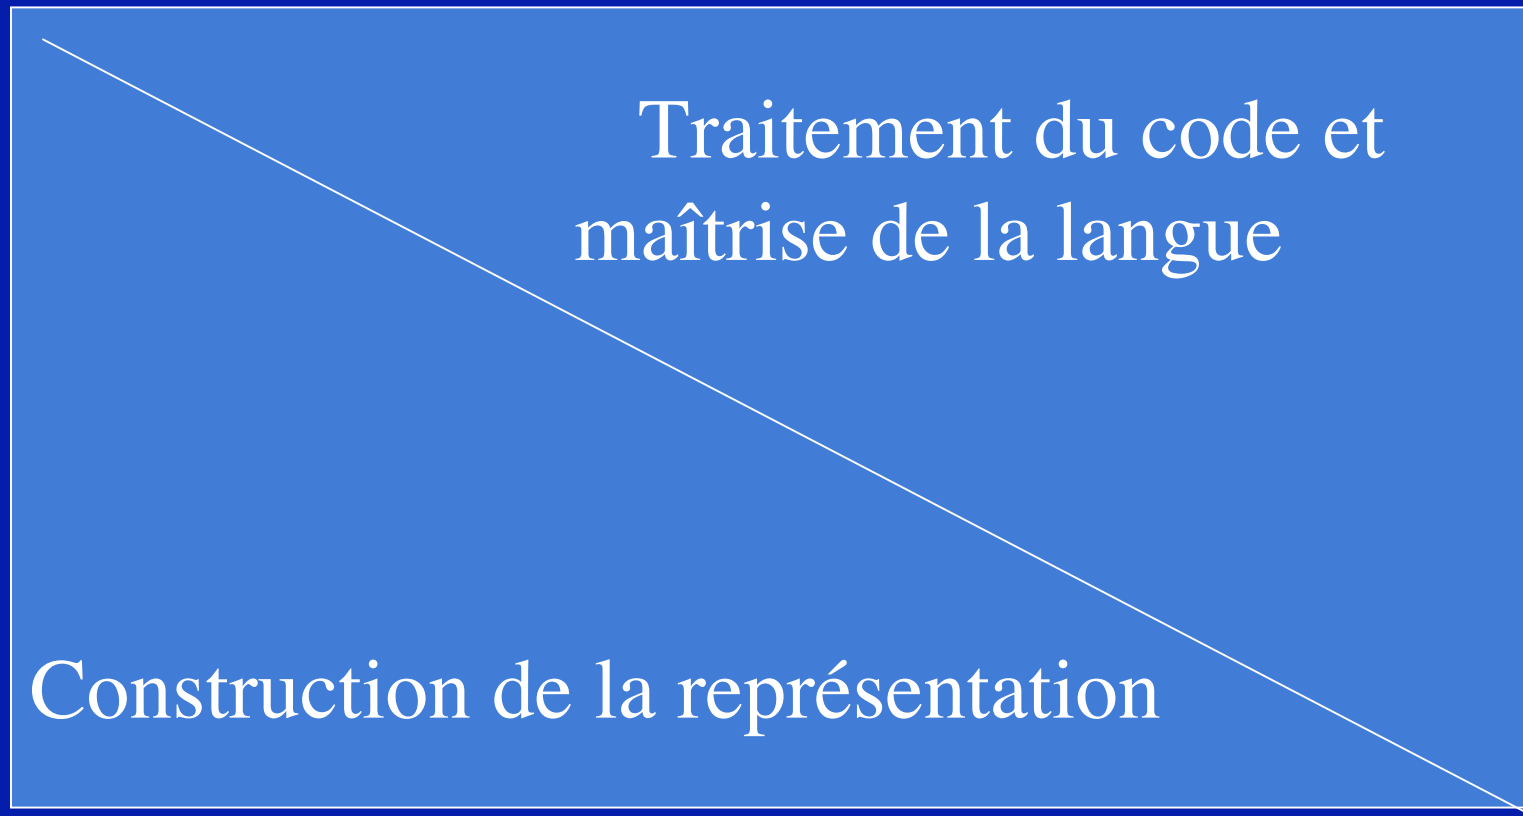 Traitement du code et
maîtrise de la langue
Construction de la représentation